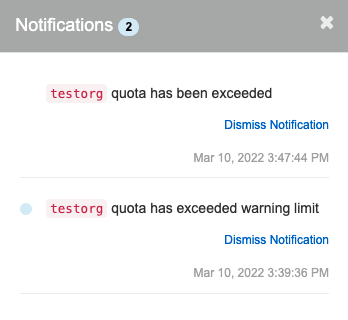 Notifications 2
testorg quota has been exceeded
Dismiss Notification
Mar 10, 2022 3:47:44 PM
testorg quota has exceeded warning limit
Dismiss Notification
Mar 10, 2022 3:39:36 PM